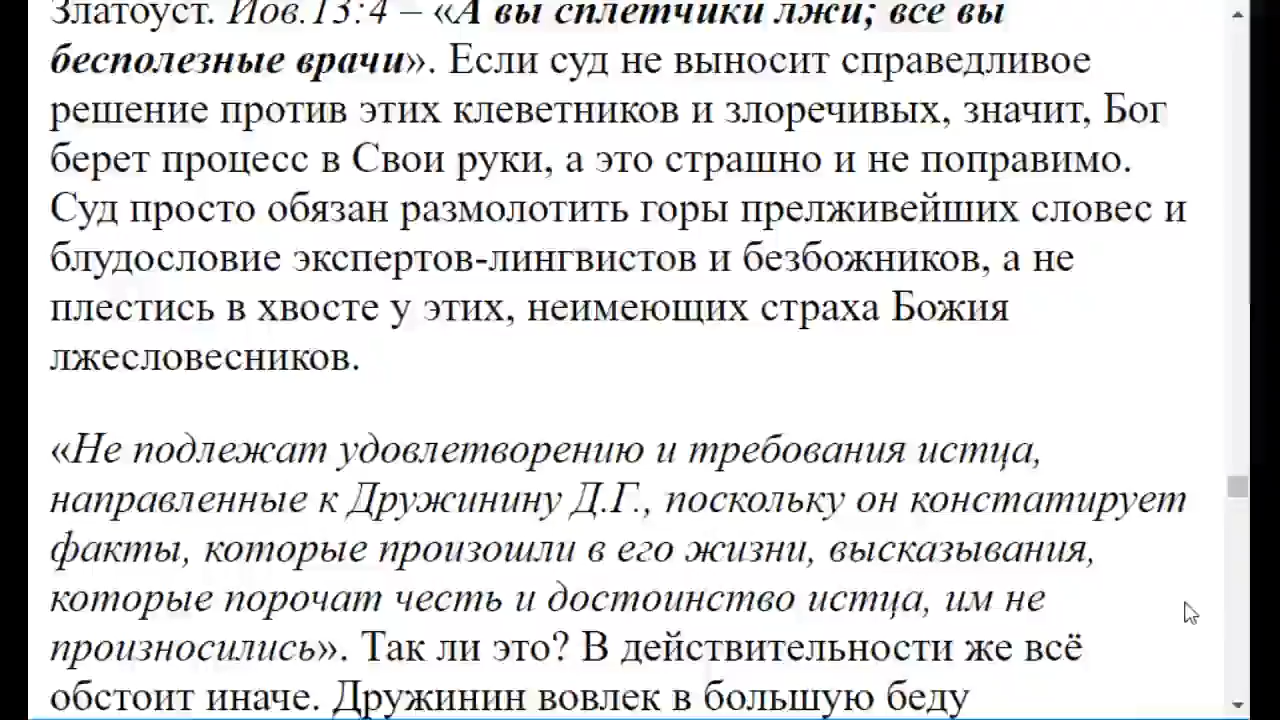 Златоуст. Иов.13:4 – «А вы сплетчики лжи; все вы
бесполезные врачи». Если суд не выносит справедливое
решение против этих клеветников и злоречивых, значит, Бог
берет процесс в Свои руки, а это страшно и не поправимо.
Суд просто обязан размолотить горы прелживейших словес и
блудословие экспертов-лингвистов и безбожников, а не
плестись в хвосте у этих, неимеющих страха Божия
лжесловесников.
«Не подлежат удовлетворению и требования истца,
направленные к Дружинину Д.Г., поскольку он констатирует
факты, которые произошли в его жизни, высказывания,
которые порочат честь и достоинство истца, им не
произносились». Так ли это? В действительности же всё
обстоит иначе. Дружинин вовлек в большую беду